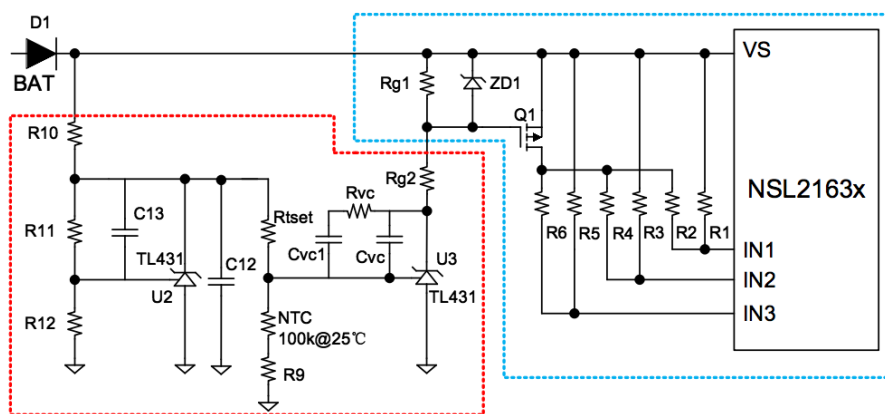 D1
BAT
VS
Rg1
ZD1
Q1
R10
Rg2
NSL2163x
Rvc
R11
C13
Rtset
R6
R5
R4
R3
R2
R1
TL431
C12
Cvc1
Cvc
U3
IN1
U2
TL431
IN2
R12
NTC
IN3
100k@25℃
R9